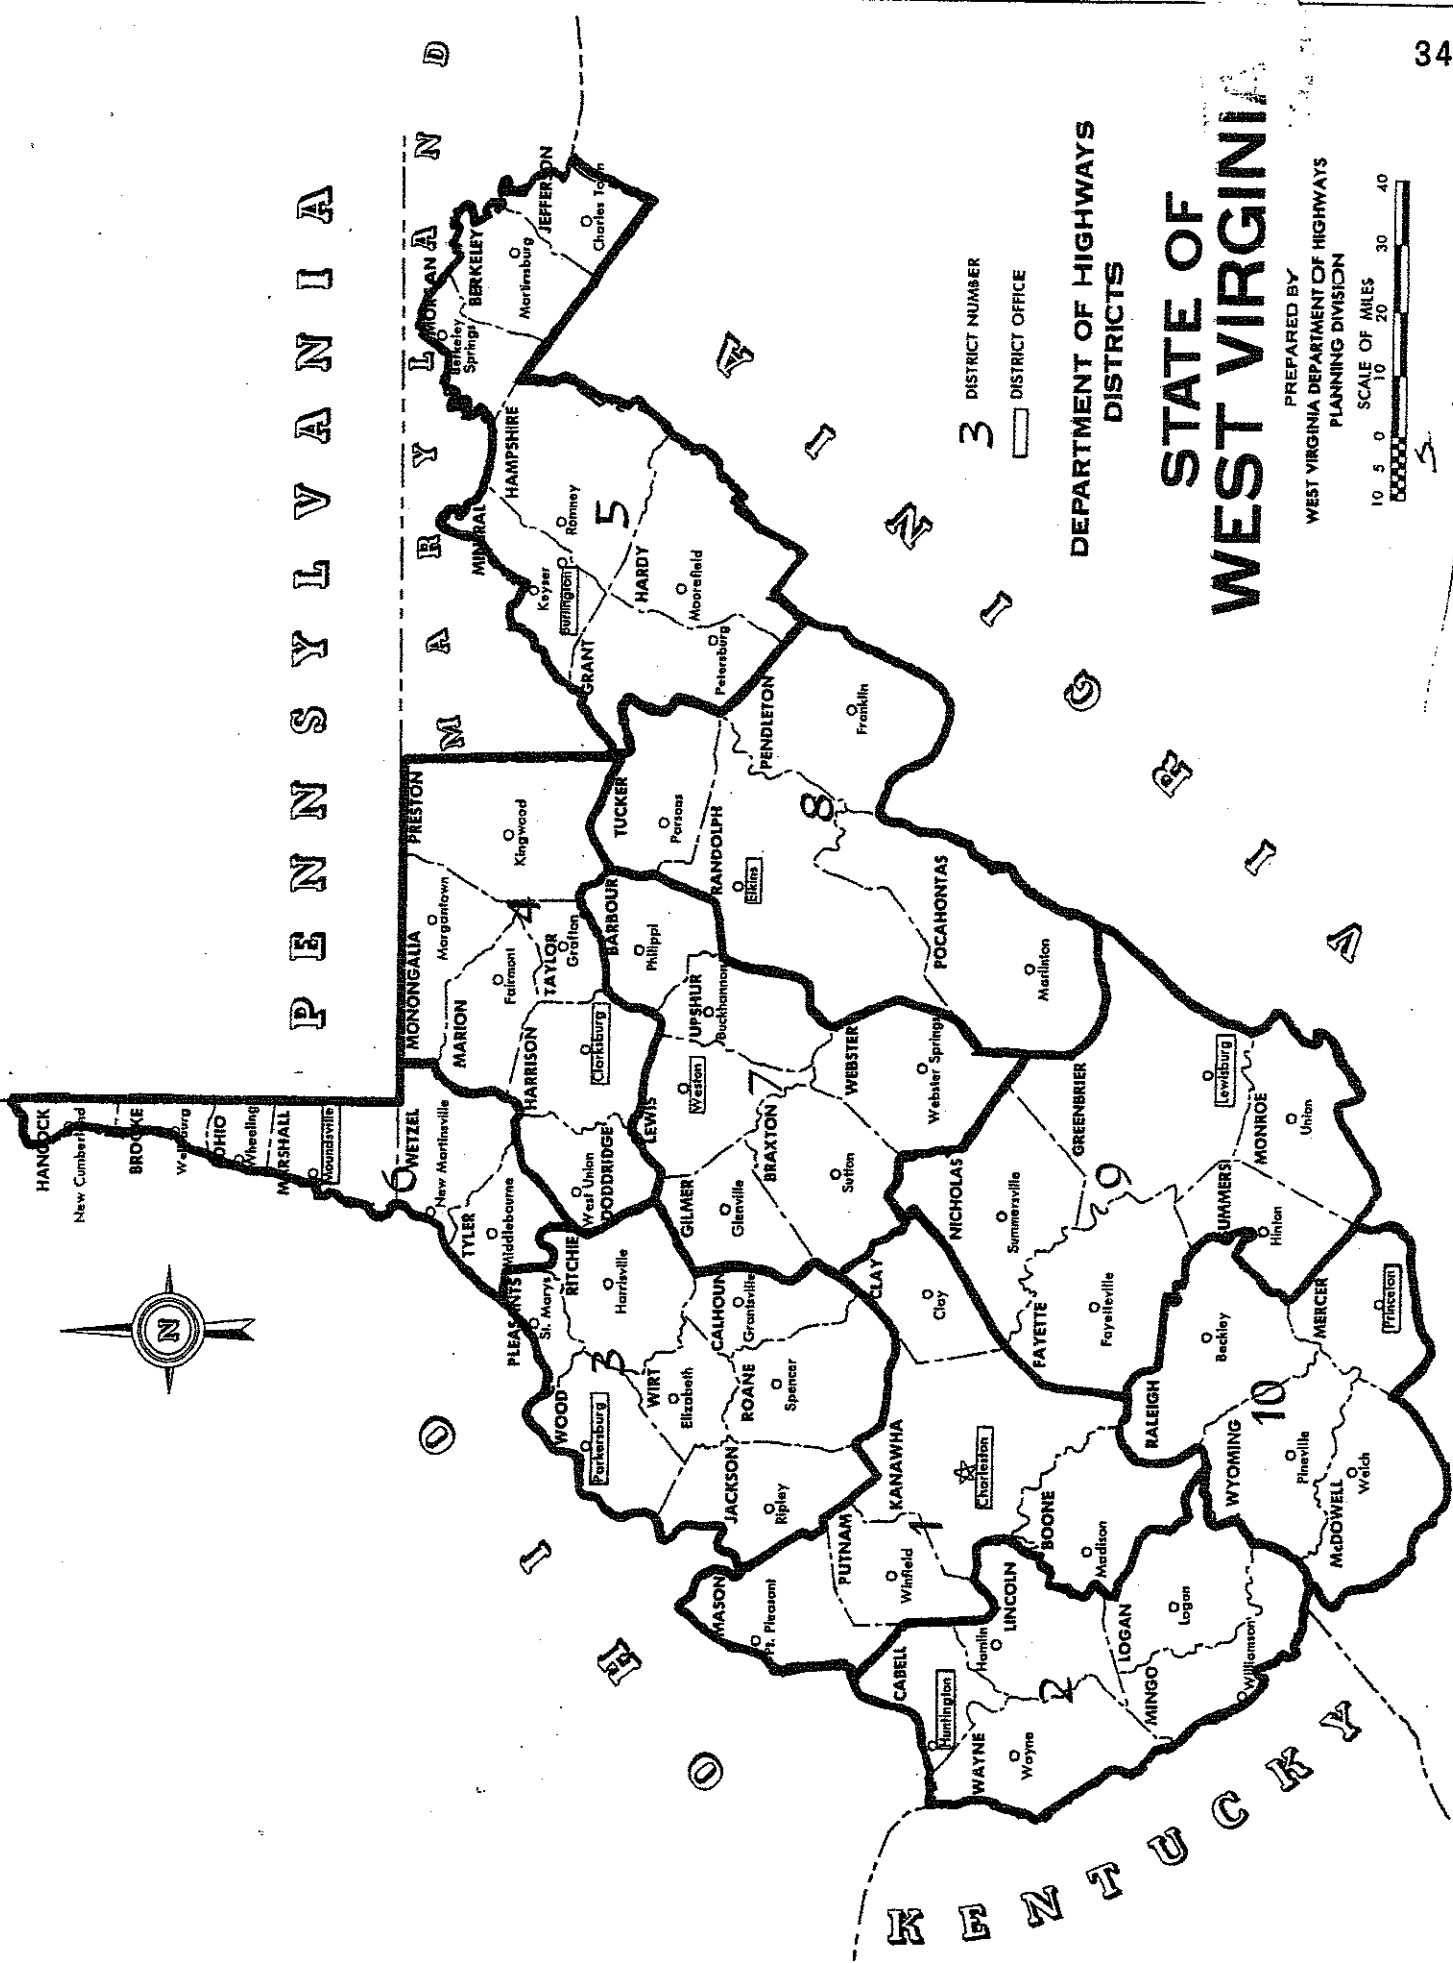 34
PENNSYLVANIA
MARYLAND
OHIO
KENTUCKY
VIRGINIA
N
HANCOCK
New Cumberland
BROOKE
Wellsburg
OHIO
Wheeling
MARSHALL
Moundsville
6
WETZEL
New Martinsville
TYLER
Middlebourne
PLEASANTS
St. Marys
RITCHIE
Harrisville
WOOD
Parkersburg
3
WIRT
Elizabeth
CALHOUN
Grantsville
ROANE
Spencer
JACKSON
Ripley
MONONGALIA
Morgantown
PRESTON
Kingwood
MARION
Fairmont
4
TAYLOR
Grafton
HARRISON
Clarksburg
DODDRIDGE
West Union
BARBOUR
Philippi
LEWIS
Weston
UPSHUR
Buckhannon
GILMER
Glenville
7
BRAXTON
Sutton
WEBSTER
Webster Springs
TUCKER
Parsons
RANDOLPH
Elkins
8
PENDLETON
Franklin
POCAHONTAS
Marlinton
MINERAL
Keyser
Burlington
HAMPSHIRE
Romney
5
GRANT
Petersburg
HARDY
Moorefield
MORGAN
Berkeley
Springs
BERKELEY
Martinsburg
JEFFERSON
Charles Town
MASON
Pt. Pleasant
PUTNAM
Winfield
1
KANAWHA
Charleston
CLAY
Clay
BOONE
Madison
CABELL
Huntington
LINCOLN
Hamlin
WAYNE
Wayne
2
LOGAN
Logan
MINGO
Williamson
NICHOLAS
Summersville
GREENBRIER
Lewisburg
9
FAYETTE
Fayetteville
SUMMERS
Hinton
MONROE
Union
RALEIGH
Beckley
10
WYOMING
Pineville
McDOWELL
Welch
MERCER
Princeton
3 DISTRICT NUMBER
DISTRICT OFFICE
DEPARTMENT OF HIGHWAYS
DISTRICTS
STATE OF
WEST VIRGINIA
PREPARED BY
WEST VIRGINIA DEPARTMENT OF HIGHWAYS
PLANNING DIVISION
SCALE OF MILES
10 5 0 10 20 30 40